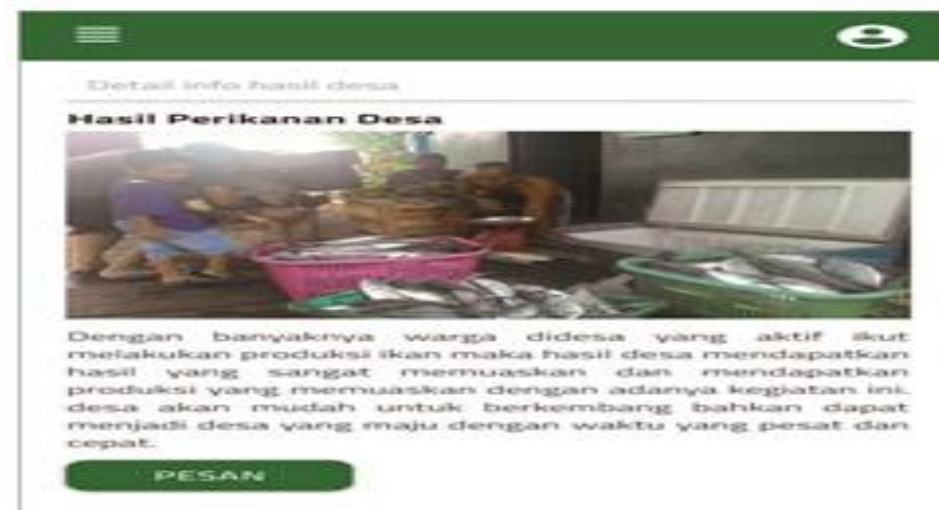 Detail info hasil desa
Hasil Perikanan Desa
Dengan banyaknya warga didesa yang aktif ikut
melakukan produksi ikan maka hasil desa mendapatkan
hasil yang sangat memuaskan dan mendapatkan
produksi yang memuaskan dengan adanya kegiatan ini.
desa akan mudah untuk berkembang bahkan dapat
menjadi desa yang maju dengan waktu yang pesat dan
cepat.
PESAN